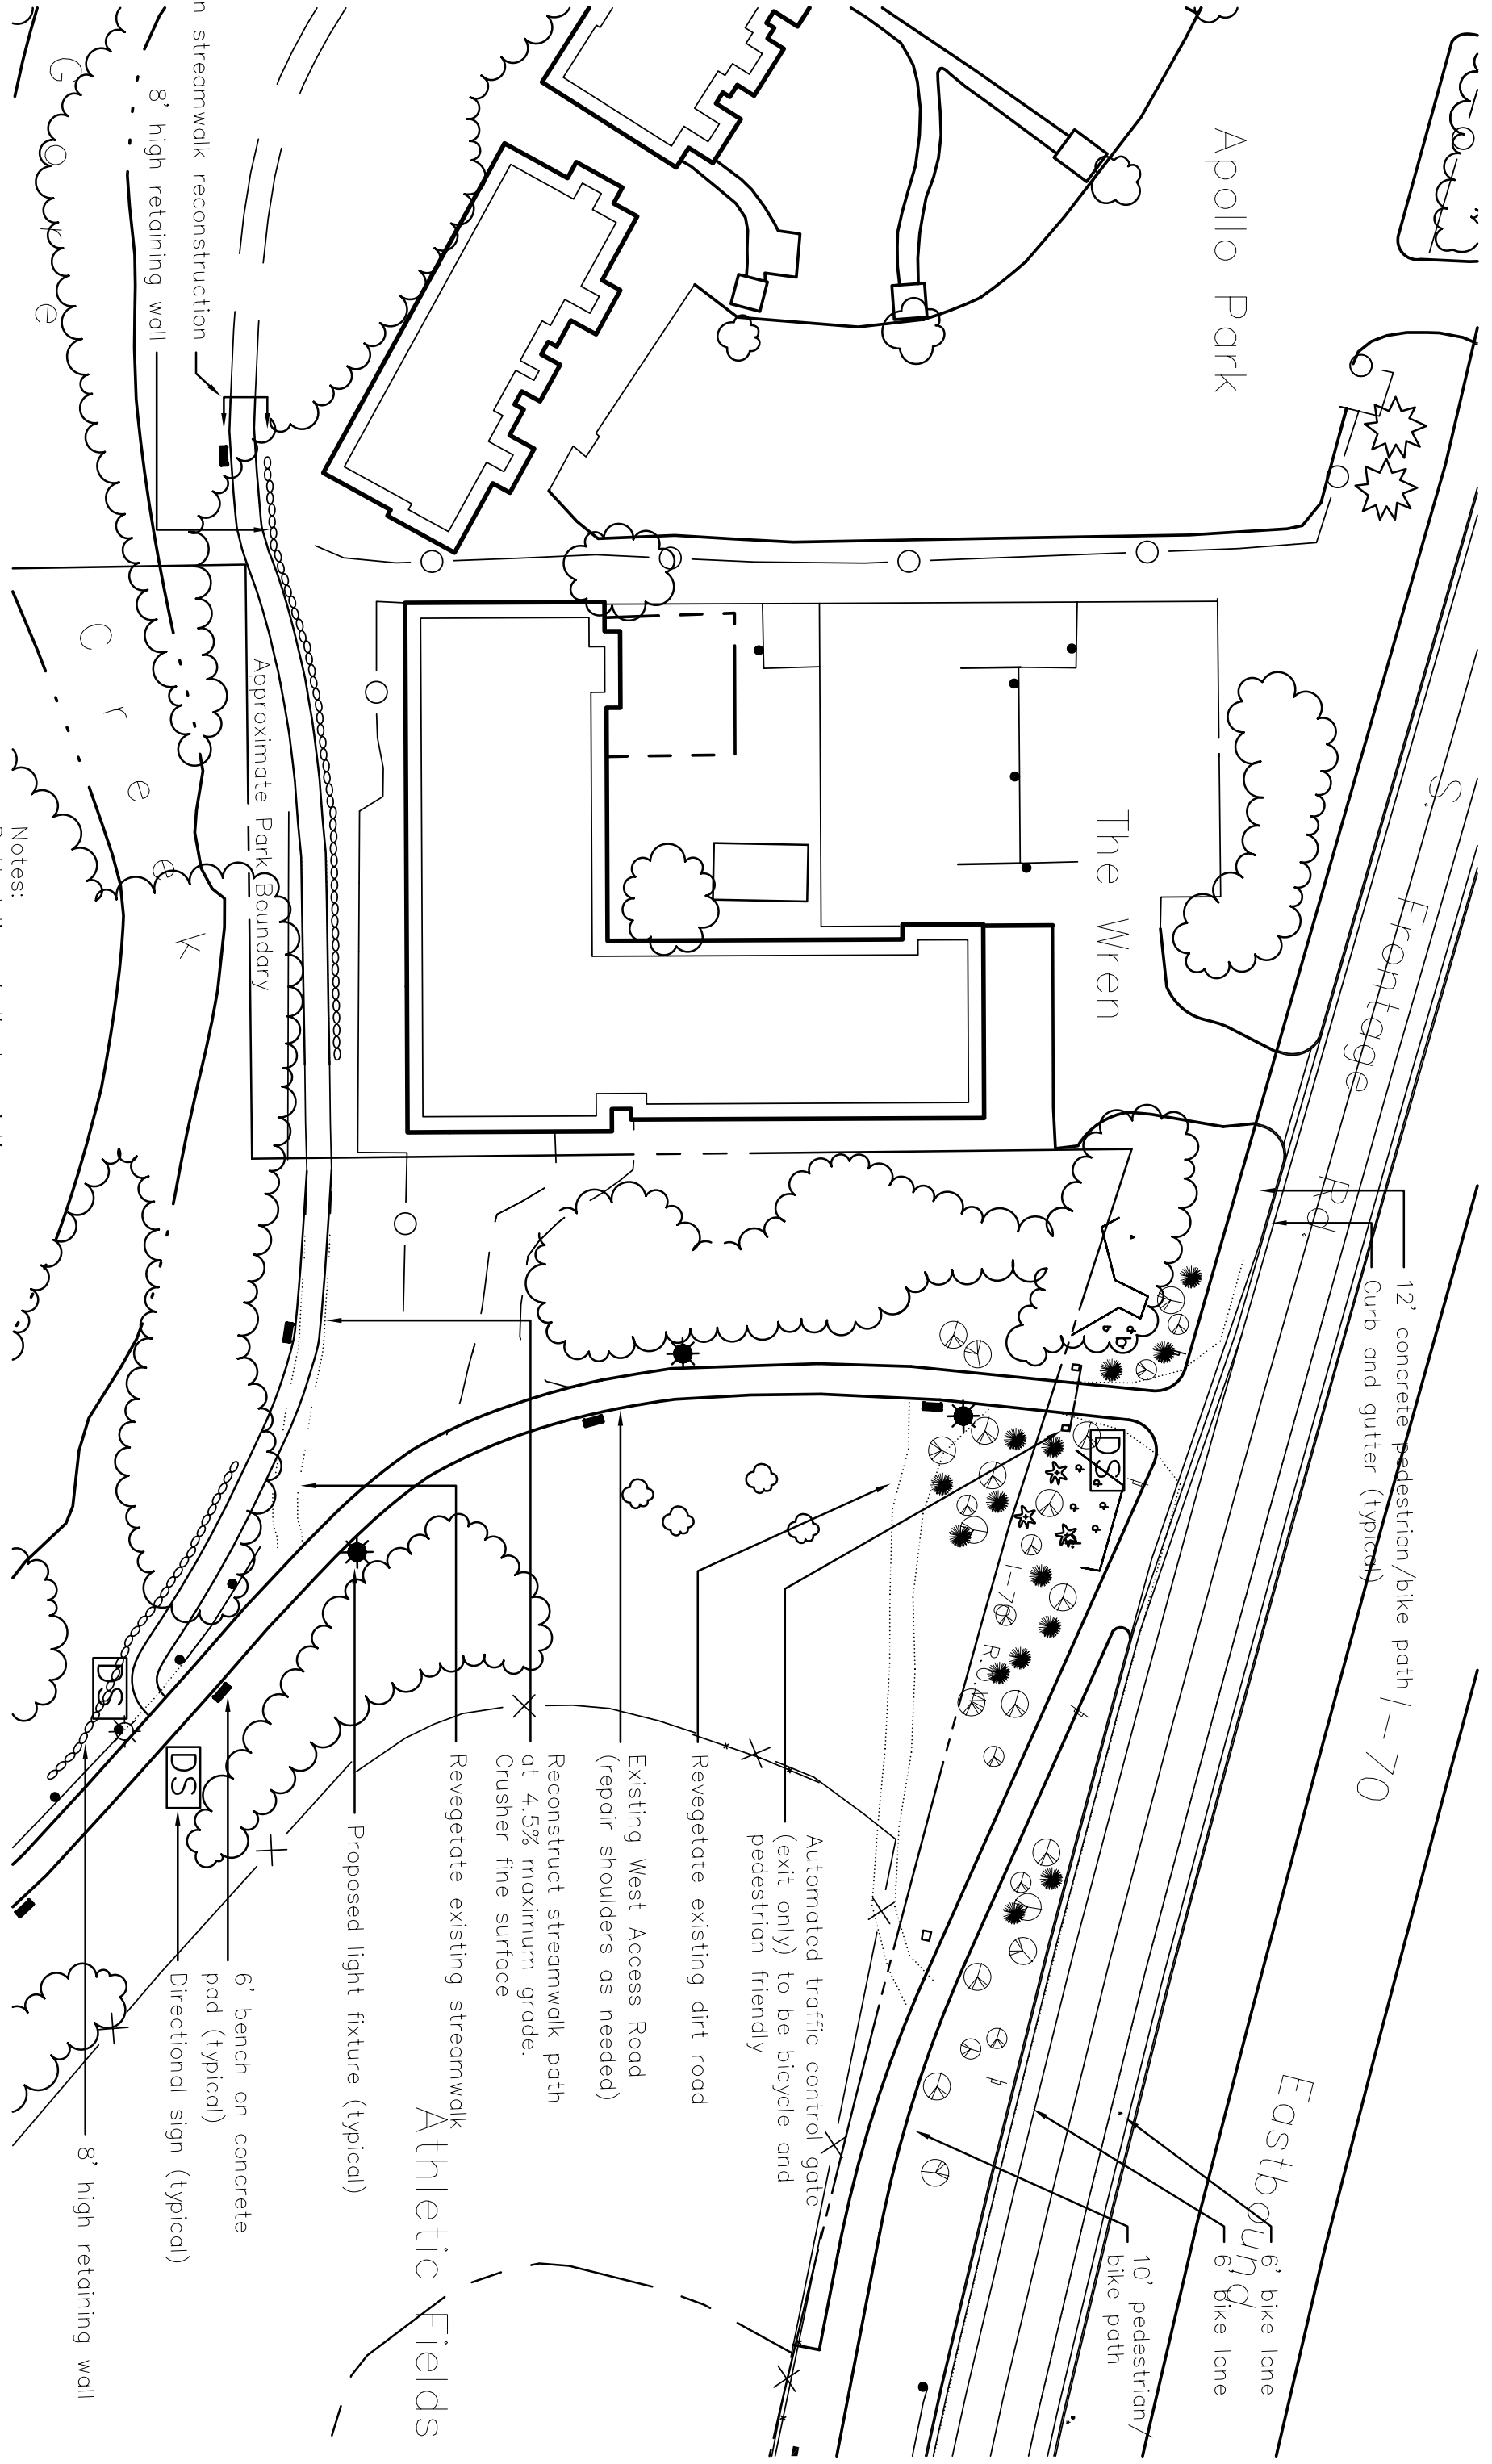 Apollo Park
The Wren
S. Frontage Rd.
12' concrete pedestrian/bike path
Curb and gutter (typical)
Eastbound
I-70
6' bike lane
6' bike lane
10' pedestrian/
bike path
I-70 R.O.W.
DS
Automated traffic control gate
(exit only) to be bicycle and
pedestrian friendly
Revegetate existing dirt road
Existing West Access Road
(repair shoulders as needed)
Reconstruct streamwalk path
at 4.5% maximum grade.
Crusher fine surface
Revegetate existing streamwalk
Athletic Fields
Proposed light fixture (typical)
6' bench on concrete
pad (typical)
DS
Directional sign (typical)
DS
8' high retaining wall
streamwalk reconstruction
8' high retaining wall
Approximate Park Boundary
Gore Creek
Notes: